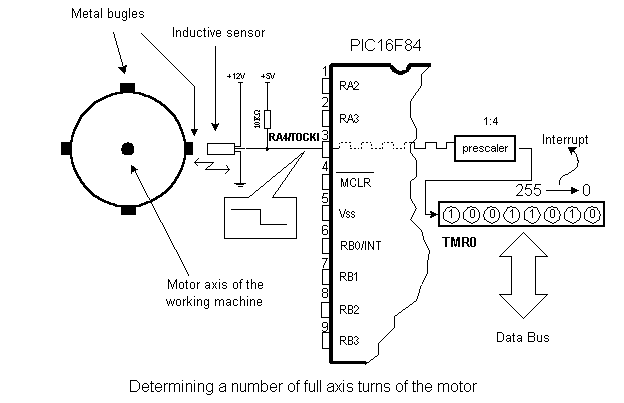 Metal bugles
Inductive sensor
PIC16F84
+12V
+5V
10KΩ
RA4/TOCKI
1
RA2
2
RA3
3
4
MCLR
5
Vss
6
RB0/INT
7
RB1
8
RB2
9
RB3
1:4
prescaler
Interrupt
255 0
1 0 0 1 1 0 1 0
TMR0
Data Bus
Motor axis of the
working machine
Determining a number of full axis turns of the motor